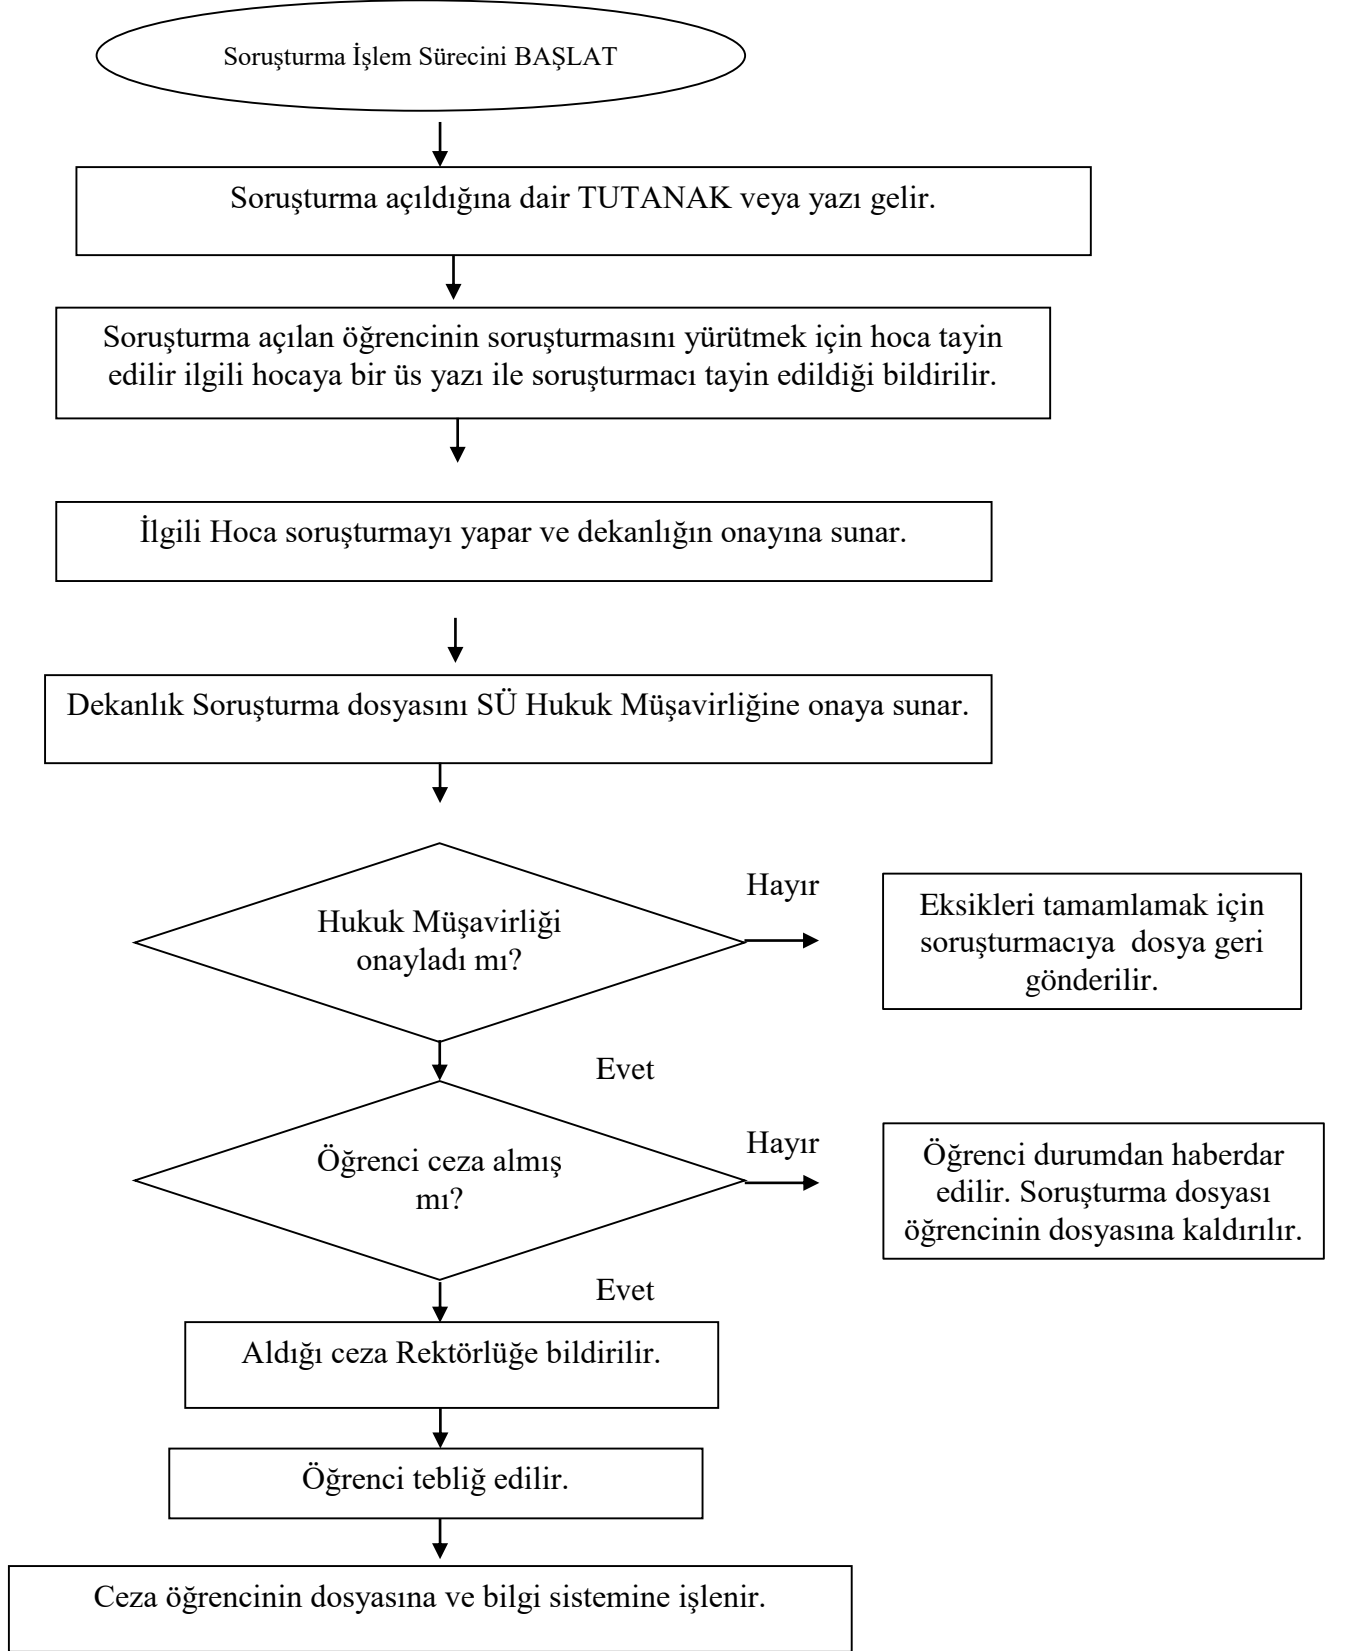 Soruşturma İşlem Sürecini BAŞLAT
Soruşturma açıldığına dair TUTANAK veya yazı gelir.
Soruşturma açılan öğrencinin soruşturmasını yürütmek için hoca tayin
edilir ilgili hocaya bir üs yazı ile soruşturmacı tayin edildiği bildirilir.
İlgili Hoca soruşturmayı yapar ve dekanlığın onayına sunar.
Dekanlık Soruşturma dosyasını SÜ Hukuk Müşavirliğine onaya sunar.
Hukuk Müşavirliği
onayladı mı?
Hayır
Eksikleri tamamlamak için
soruşturmacıya  dosya geri
gönderilir.
Evet
Öğrenci ceza almış
mı?
Hayır
Öğrenci durumdan haberdar
edilir. Soruşturma dosyası
öğrencinin dosyasına kaldırılır.
Evet
Aldığı ceza Rektörlüğe bildirilir.
Öğrenci tebliğ edilir.
Ceza öğrencinin dosyasına ve bilgi sistemine işlenir.